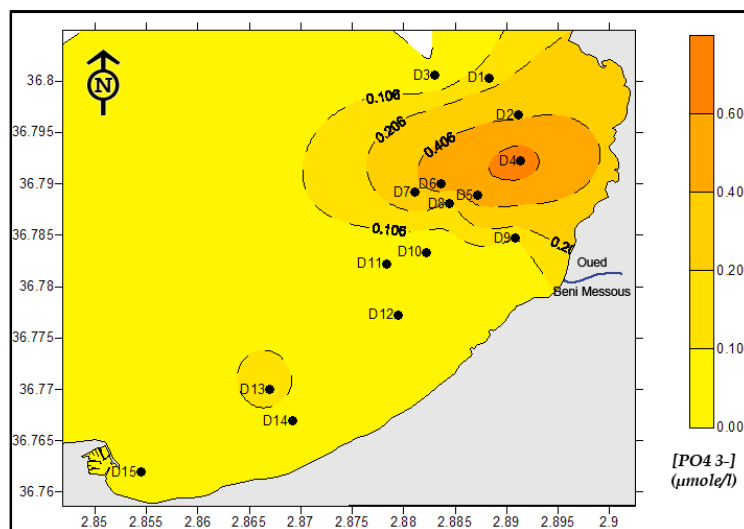 N
36.8
36.795
36.79
36.785
36.78
36.775
36.77
36.765
36.76
2.85 2.855 2.86 2.865 2.87 2.875 2.88 2.885 2.89 2.895 2.9
D3 D1
0.106
D2
0.206
0.406
D4
D6
D7 D5
D8
0.106
D9 0.20
D10
D11 Oued
Beni Messous
D12
D13
D14
D15
0.60
0.40
0.20
0.10
0.00
[PO4 3-]
(μmole/l)